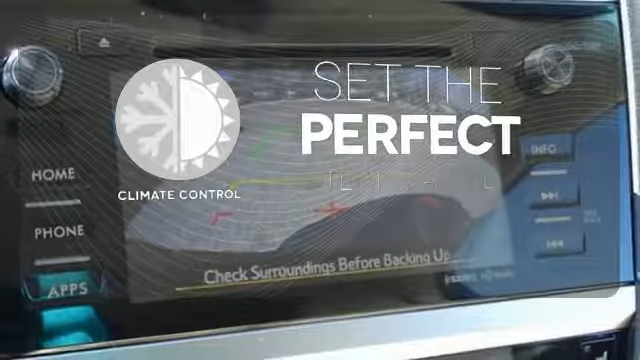 SET THE
PERFECT
CLIMATE CONTROL
HOME
PHONE
APPS
INFO
Check Surroundings Before Backing Up